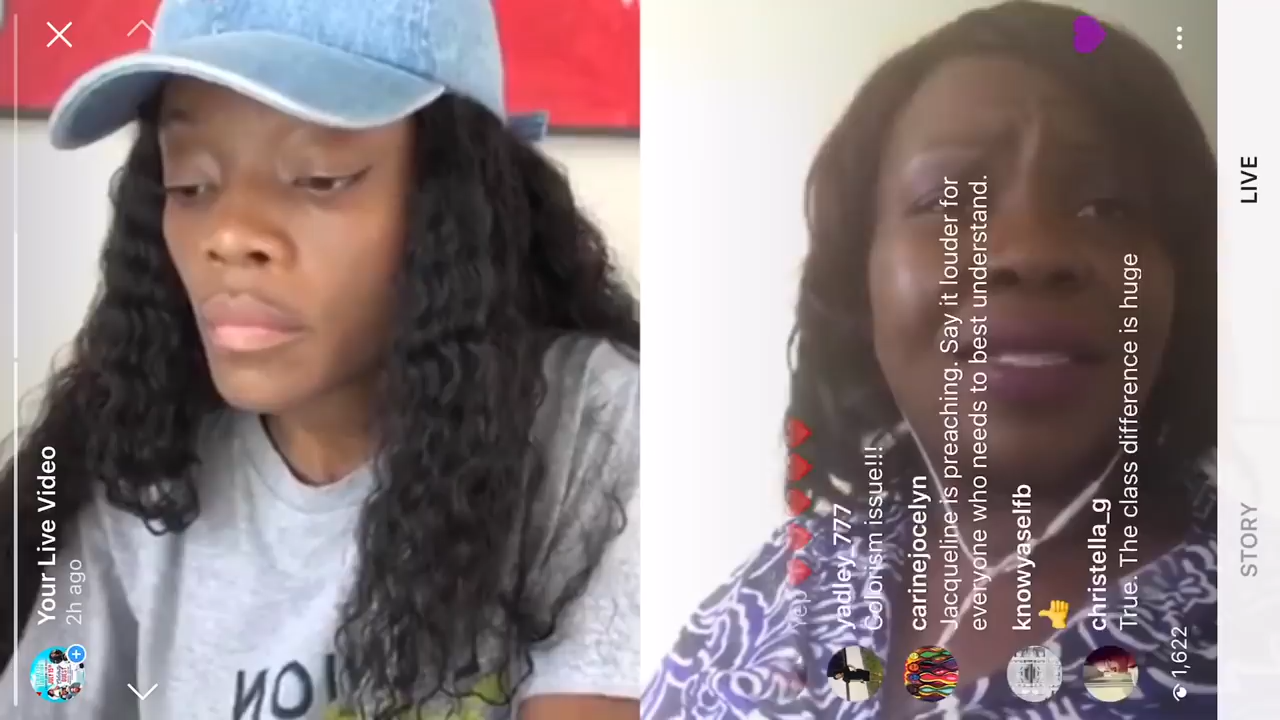 Your Live Video
2h ago
Yep
yadley_777
Colorism issue!!!
carinejocelyn
Jacqueline is preaching. Say it louder for
everyone who needs to best understand.
knowyaselfb
👍
christella_g
True. The class difference is huge
1,622
STORY
LIVE